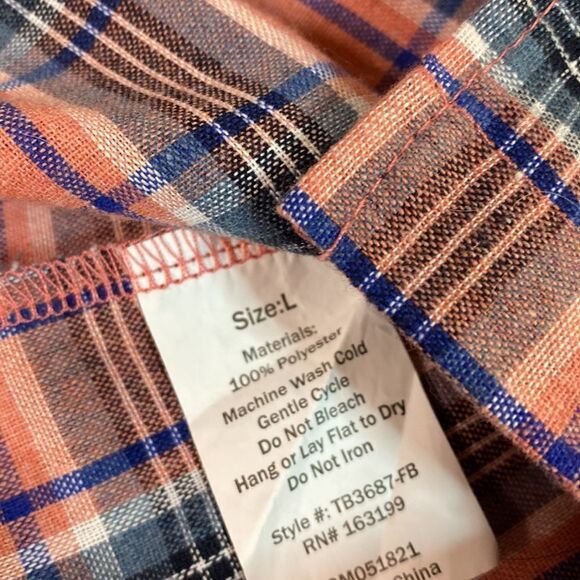 Size:L
Materials:
100% Polyester
Machine Wash Cold
Gentle Cycle
Do Not Bleach
Hang or Lay Flat to Dry
Do Not Iron
Style #: TB3687-FB
RN# 163199
China